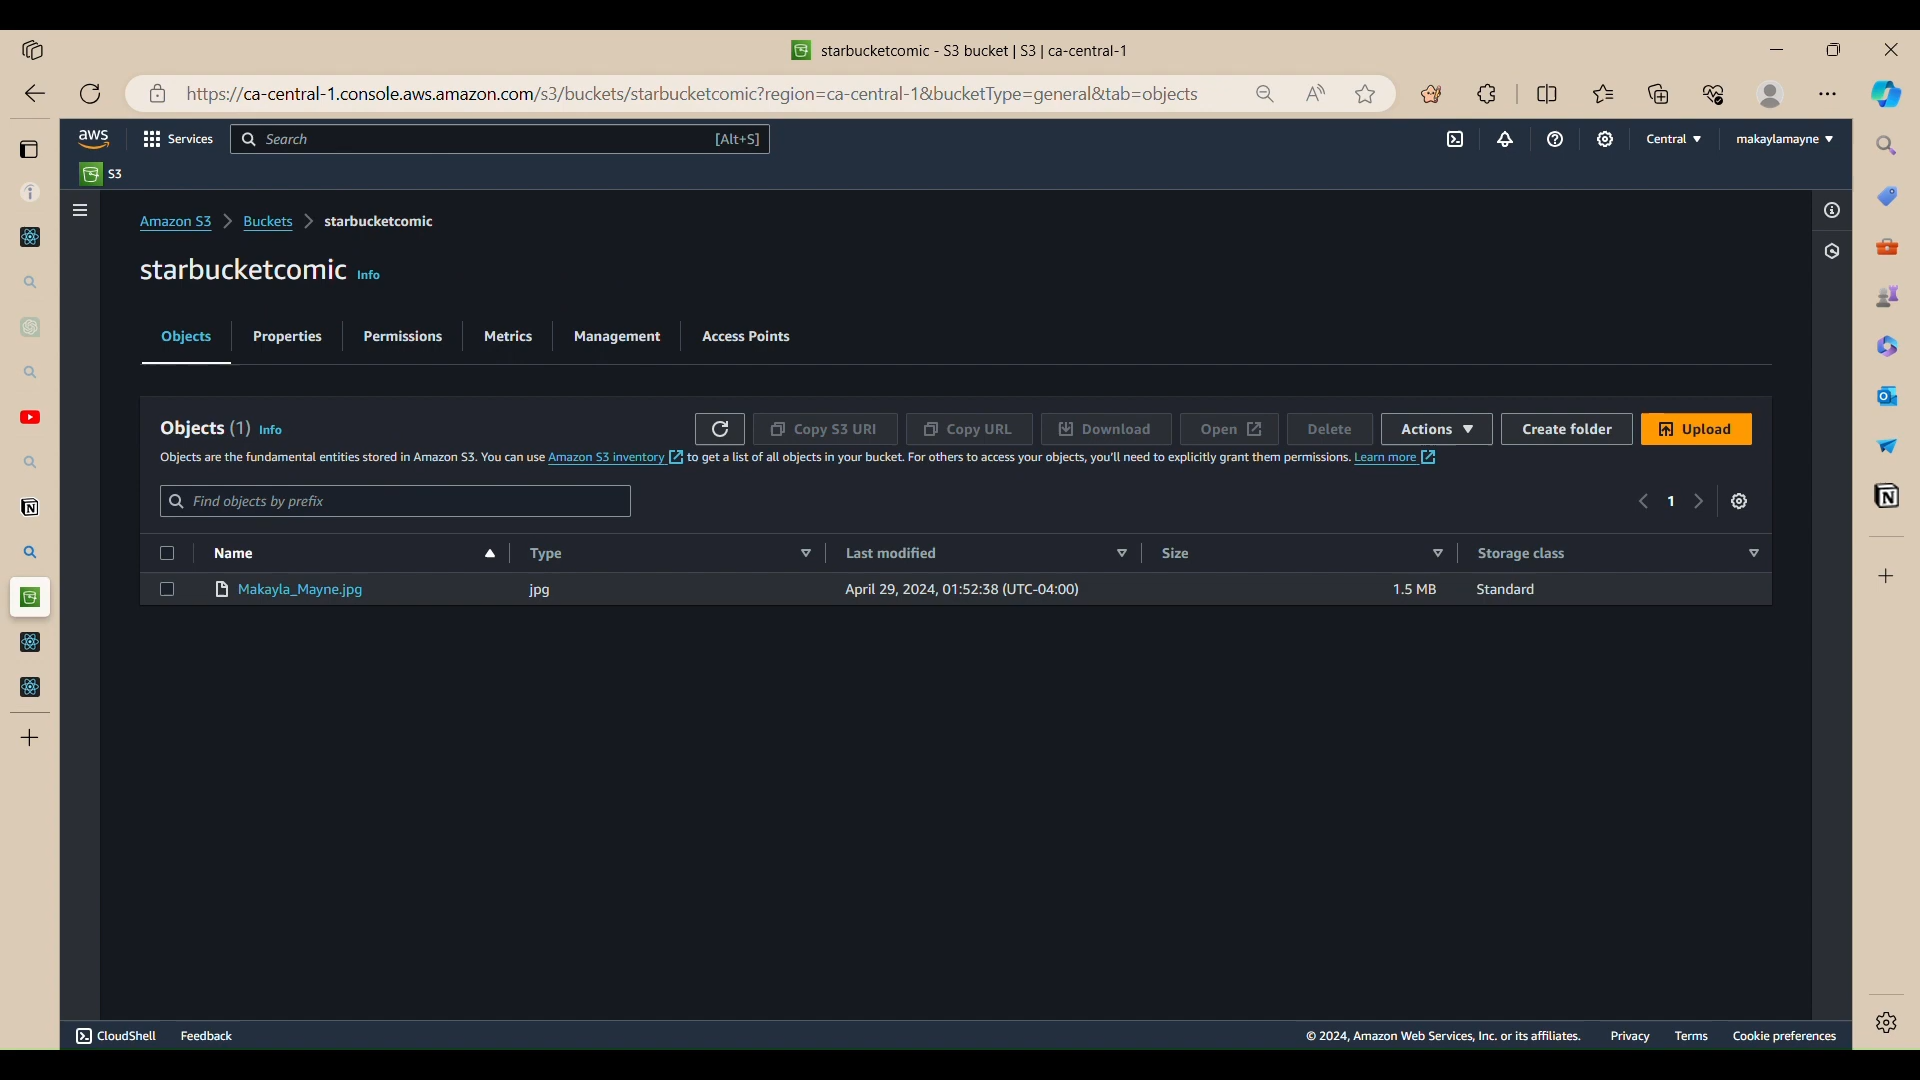 starbucketcomic - S3 bucket | S3 | ca-central-1
https://ca-central-1.console.aws.amazon.com/s3/buckets/starbucketcomic?region=ca-central-1&bucketType=general&tab=objects
aws Services Search [Alt+S] Central makaylamayne
S3
Amazon S3 Buckets starbucketcomic
starbucketcomic Info
Objects Properties Permissions Metrics Management Access Points
Objects (1) Info Copy S3 URI Copy URL Download Open Delete Actions Create folder Upload
Objects are the fundamental entities stored in Amazon S3. You can use Amazon S3 inventory to get a list of all objects in your bucket. For others to access your objects, you'll need to explicitly grant them permissions. Learn more
Find objects by prefix 1
Name Type Last modified Size Storage class
Makayla_Mayne.jpg jpg April 29, 2024, 01:52:38 (UTC-04:00) 1.5 MB Standard
CloudShell Feedback © 2024, Amazon Web Services, Inc. or its affiliates. Privacy Terms Cookie preferences